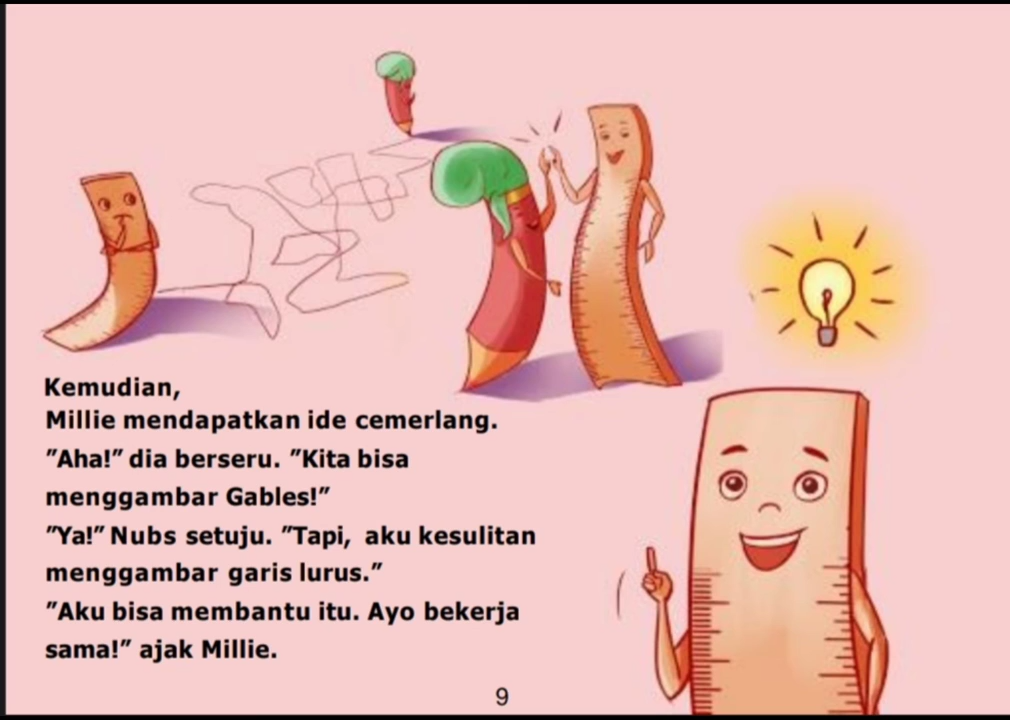 Kemudian,
Millie mendapatkan ide cemerlang.
"Aha!" dia berseru. "Kita bisa
menggambar Gables!"
"Ya!" Nubs setuju. "Tapi, aku kesulitan
menggambar garis lurus."
"Aku bisa membantu itu. Ayo bekerja
sama!" ajak Millie.
9